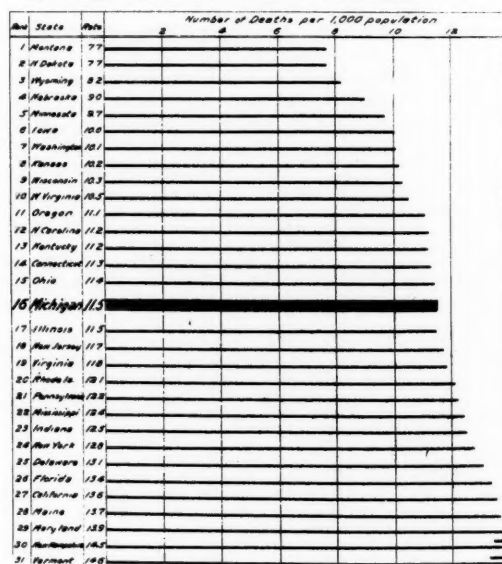 Number of Deaths per 1,000 population
Rank State Rate
2 4 6 8 10 12
1 Montana 7.7
2 N Dakota 7.7
3 Wyoming 8.2
4 Nebraska 9.0
5 Minnesota 9.7
6 Iowa 10.0
7 Washington 10.1
8 Kansas 10.2
9 Wisconsin 10.3
10 W Virginia 10.5
11 Oregon 11.1
12 N Carolina 11.2
13 Kentucky 11.2
14 Connecticut 11.3
15 Ohio 11.4
16 Michigan 11.5
17 Illinois 11.5
18 New Jersey 11.7
19 Virginia 11.8
20 Rhode Is. 12.1
21 Pennsylvania
22 Mississippi 12.4
23 Indiana 12.5
24 New York 12.8
25 Delaware 13.1
26 Florida 13.4
27 California 13.6
28 Maine 13.7
29 Maryland 13.9
30 New Hampshire 14.5
31 Vermont 14.6